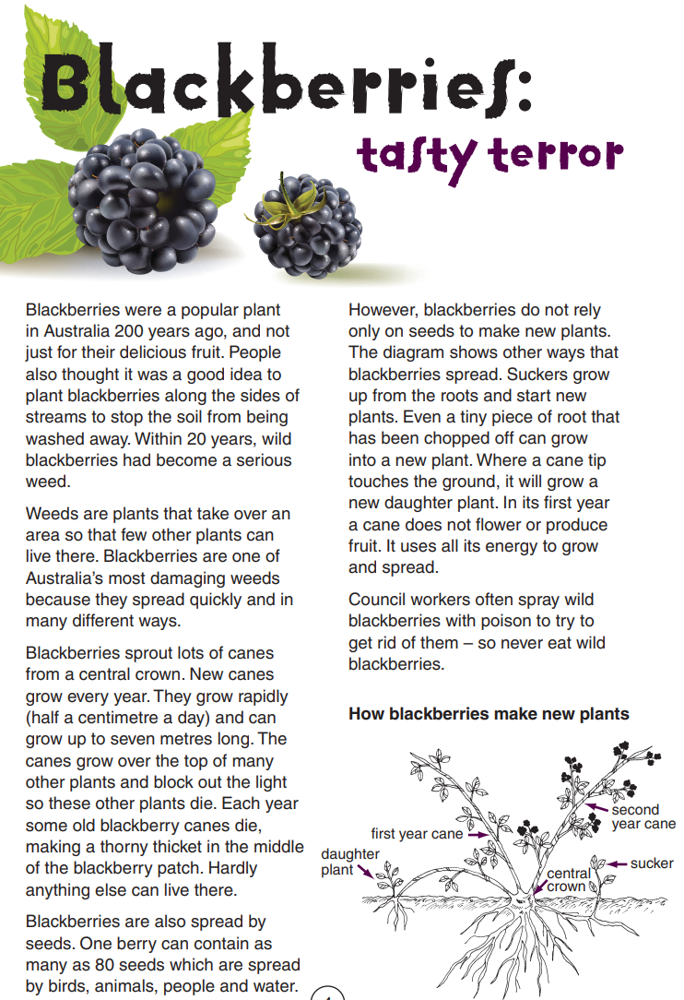 Blackberries:
tasty terror
Blackberries were a popular plant
in Australia 200 years ago, and not
just for their delicious fruit. People
also thought it was a good idea to
plant blackberries along the sides of
streams to stop the soil from being
washed away. Within 20 years, wild
blackberries had become a serious
weed.
Weeds are plants that take over an
area so that few other plants can
live there. Blackberries are one of
Australia's most damaging weeds
because they spread quickly and in
many different ways.
Blackberries sprout lots of canes
from a central crown. New canes
grow every year. They grow rapidly
(half a centimetre a day) and can
grow up to seven metres long. The
canes grow over the top of many
other plants and block out the light
so these other plants die. Each year
some old blackberry canes die,
making a thorny thicket in the middle
of the blackberry patch. Hardly
anything else can live there.
Blackberries are also spread by
seeds. One berry can contain as
many as 80 seeds which are spread
by birds, animals, people and water.
However, blackberries do not rely
only on seeds to make new plants.
The diagram shows other ways that
blackberries spread. Suckers grow
up from the roots and start new
plants. Even a tiny piece of root that
has been chopped off can grow
into a new plant. Where a cane tip
touches the ground, it will grow a
new daughter plant. In its first year
a cane does not flower or produce
fruit. It uses all its energy to grow
and spread.
Council workers often spray wild
blackberries with poison to try to
get rid of them – so never eat wild
blackberries.
How blackberries make new plants
second
year cane
first year cane
daughter
plant
central
crown
sucker